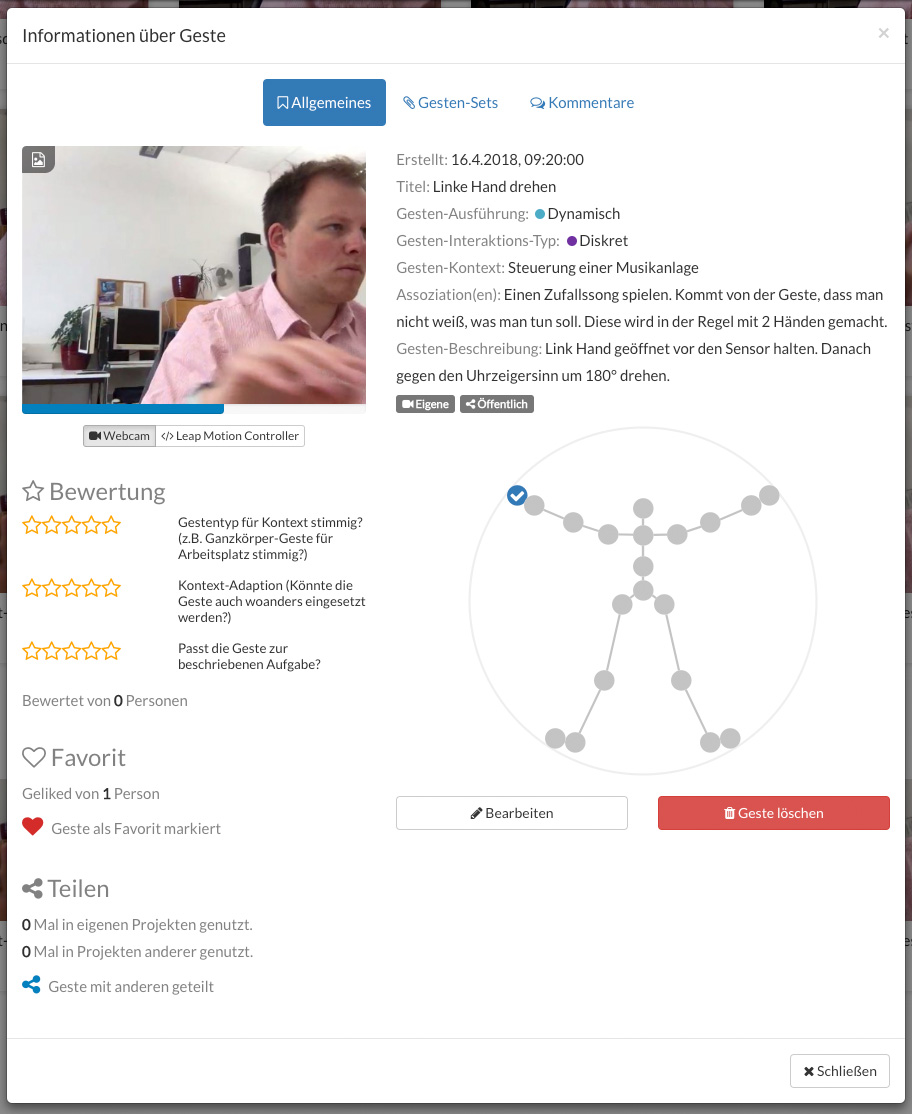 Informationen über Geste
×
Allgemeines
Gesten-Sets
Kommentare
Webcam
Leap Motion Controller
Bewertung
Gestentyp für Kontext stimmig?
(z.B. Ganzkörper-Geste für
Arbeitsplatz stimmig?)
Kontext-Adaption (Könnte die
Geste auch woanders eingesetzt
werden?)
Passt die Geste zur
beschriebenen Aufgabe?
Bewertet von 0 Personen
Favorit
Geliked von 1 Person
Geste als Favorit markiert
Teilen
0 Mal in eigenen Projekten genutzt.
0 Mal in Projekten anderer genutzt.
Geste mit anderen geteilt
Erstellt: 16.4.2018, 09:20:00
Titel: Linke Hand drehen
Gesten-Ausführung: Dynamisch
Gesten-Interaktions-Typ: Diskret
Gesten-Kontext: Steuerung einer Musikanlage
Assoziation(en): Einen Zufallssong spielen. Kommt von der Geste, dass man
nicht weiß, was man tun soll. Diese wird in der Regel mit 2 Händen gemacht.
Gesten-Beschreibung: Link Hand geöffnet vor den Sensor halten. Danach
gegen den Uhrzeigersinn um 180° drehen.
Eigene
Öffentlich
Bearbeiten
Geste löschen
Schließen